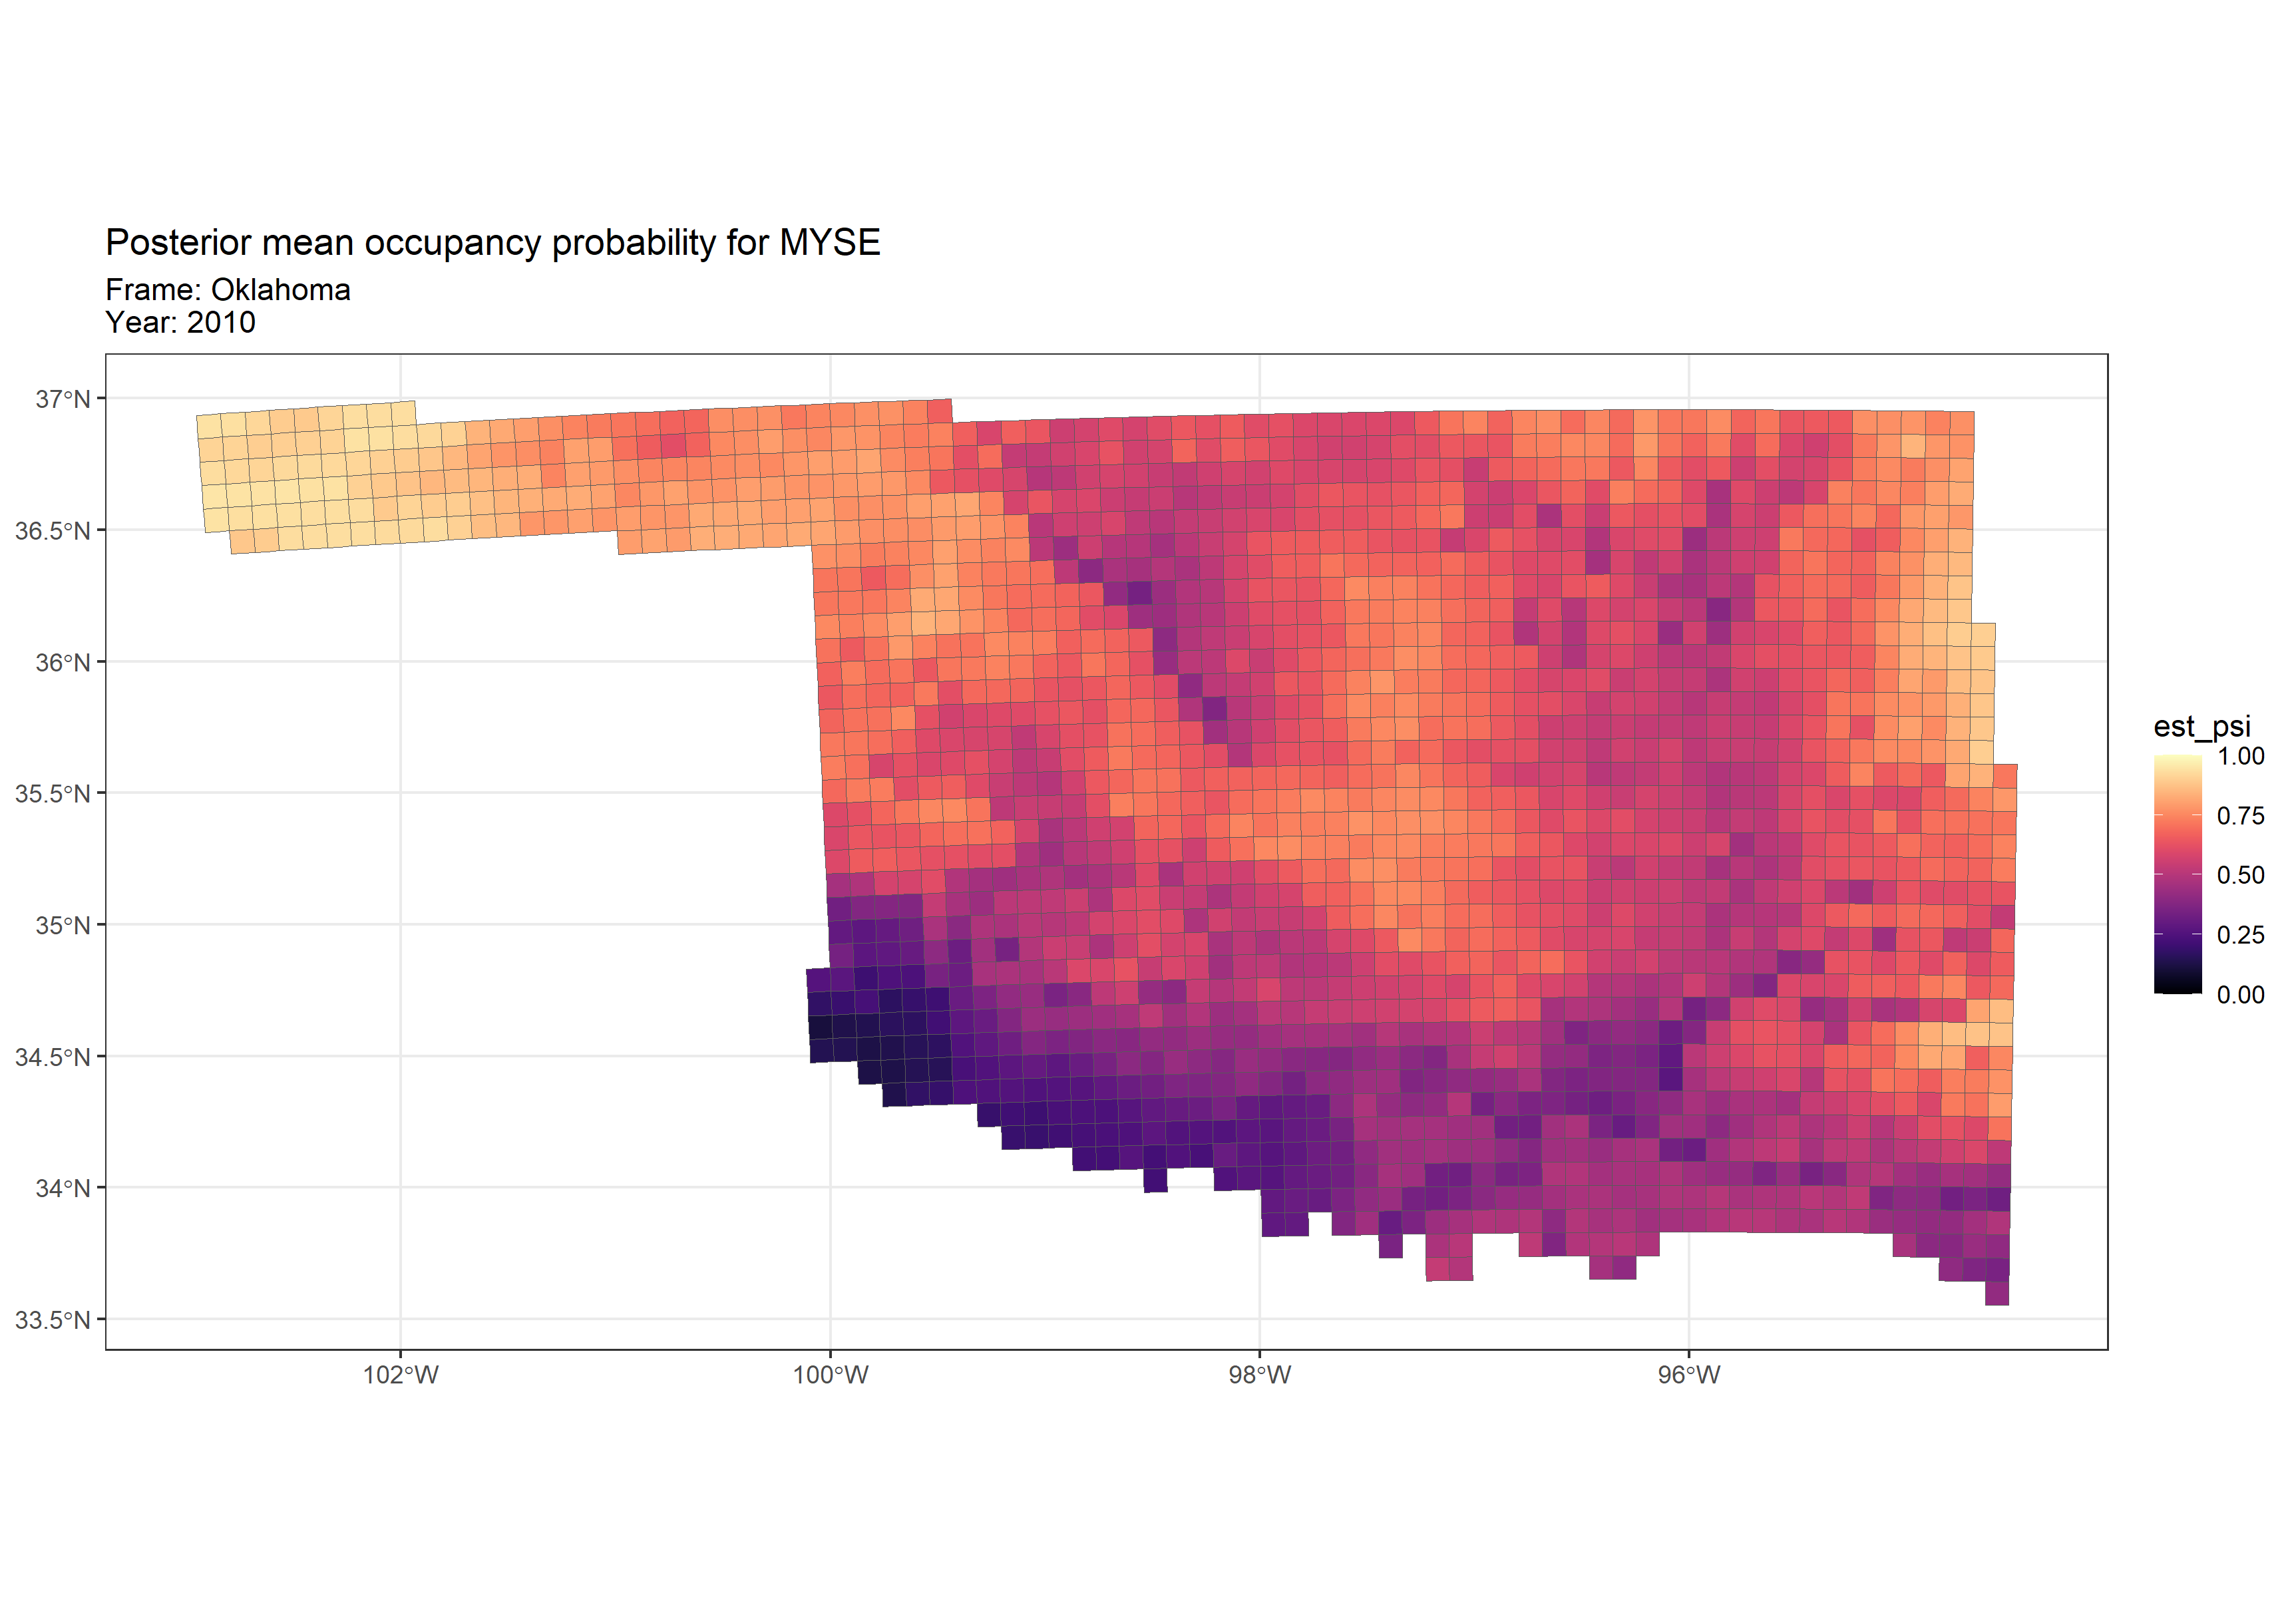 Posterior mean occupancy probability for MYSE
Frame: Oklahoma
Year: 2010
37°N
36.5°N
36°N
35.5°N
35°N
34.5°N
34°N
33.5°N
102°W
100°W
98°W
96°W
est_psi
1.00
0.75
0.50
0.25
0.00